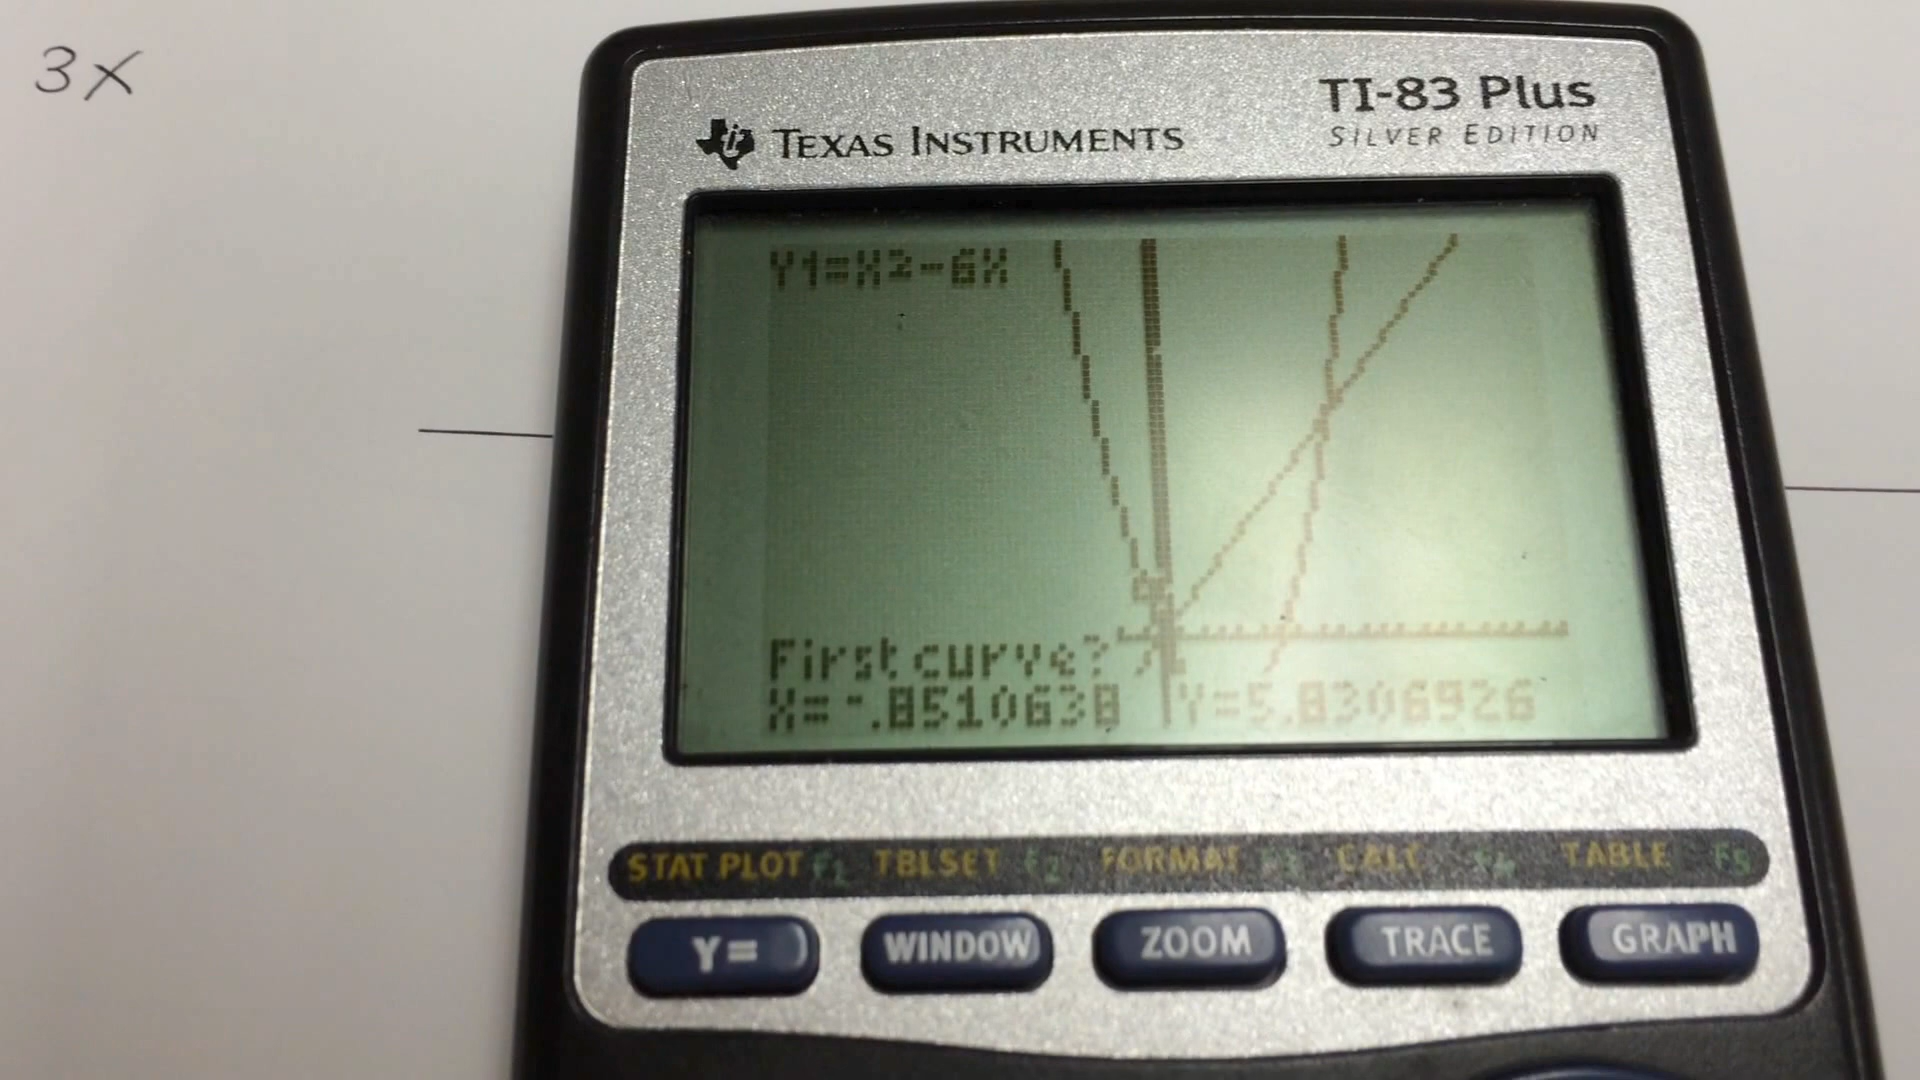 3x
TI-83 Plus
SILVER EDITION
TEXAS INSTRUMENTS
Y1=X²-6X
First curve?
X=-.8510638 Y=5.8306926
STAT PLOT F1 TBLSET F2 FORMAT F3 CALC F4 TABLE F5
Y= WINDOW ZOOM TRACE GRAPH